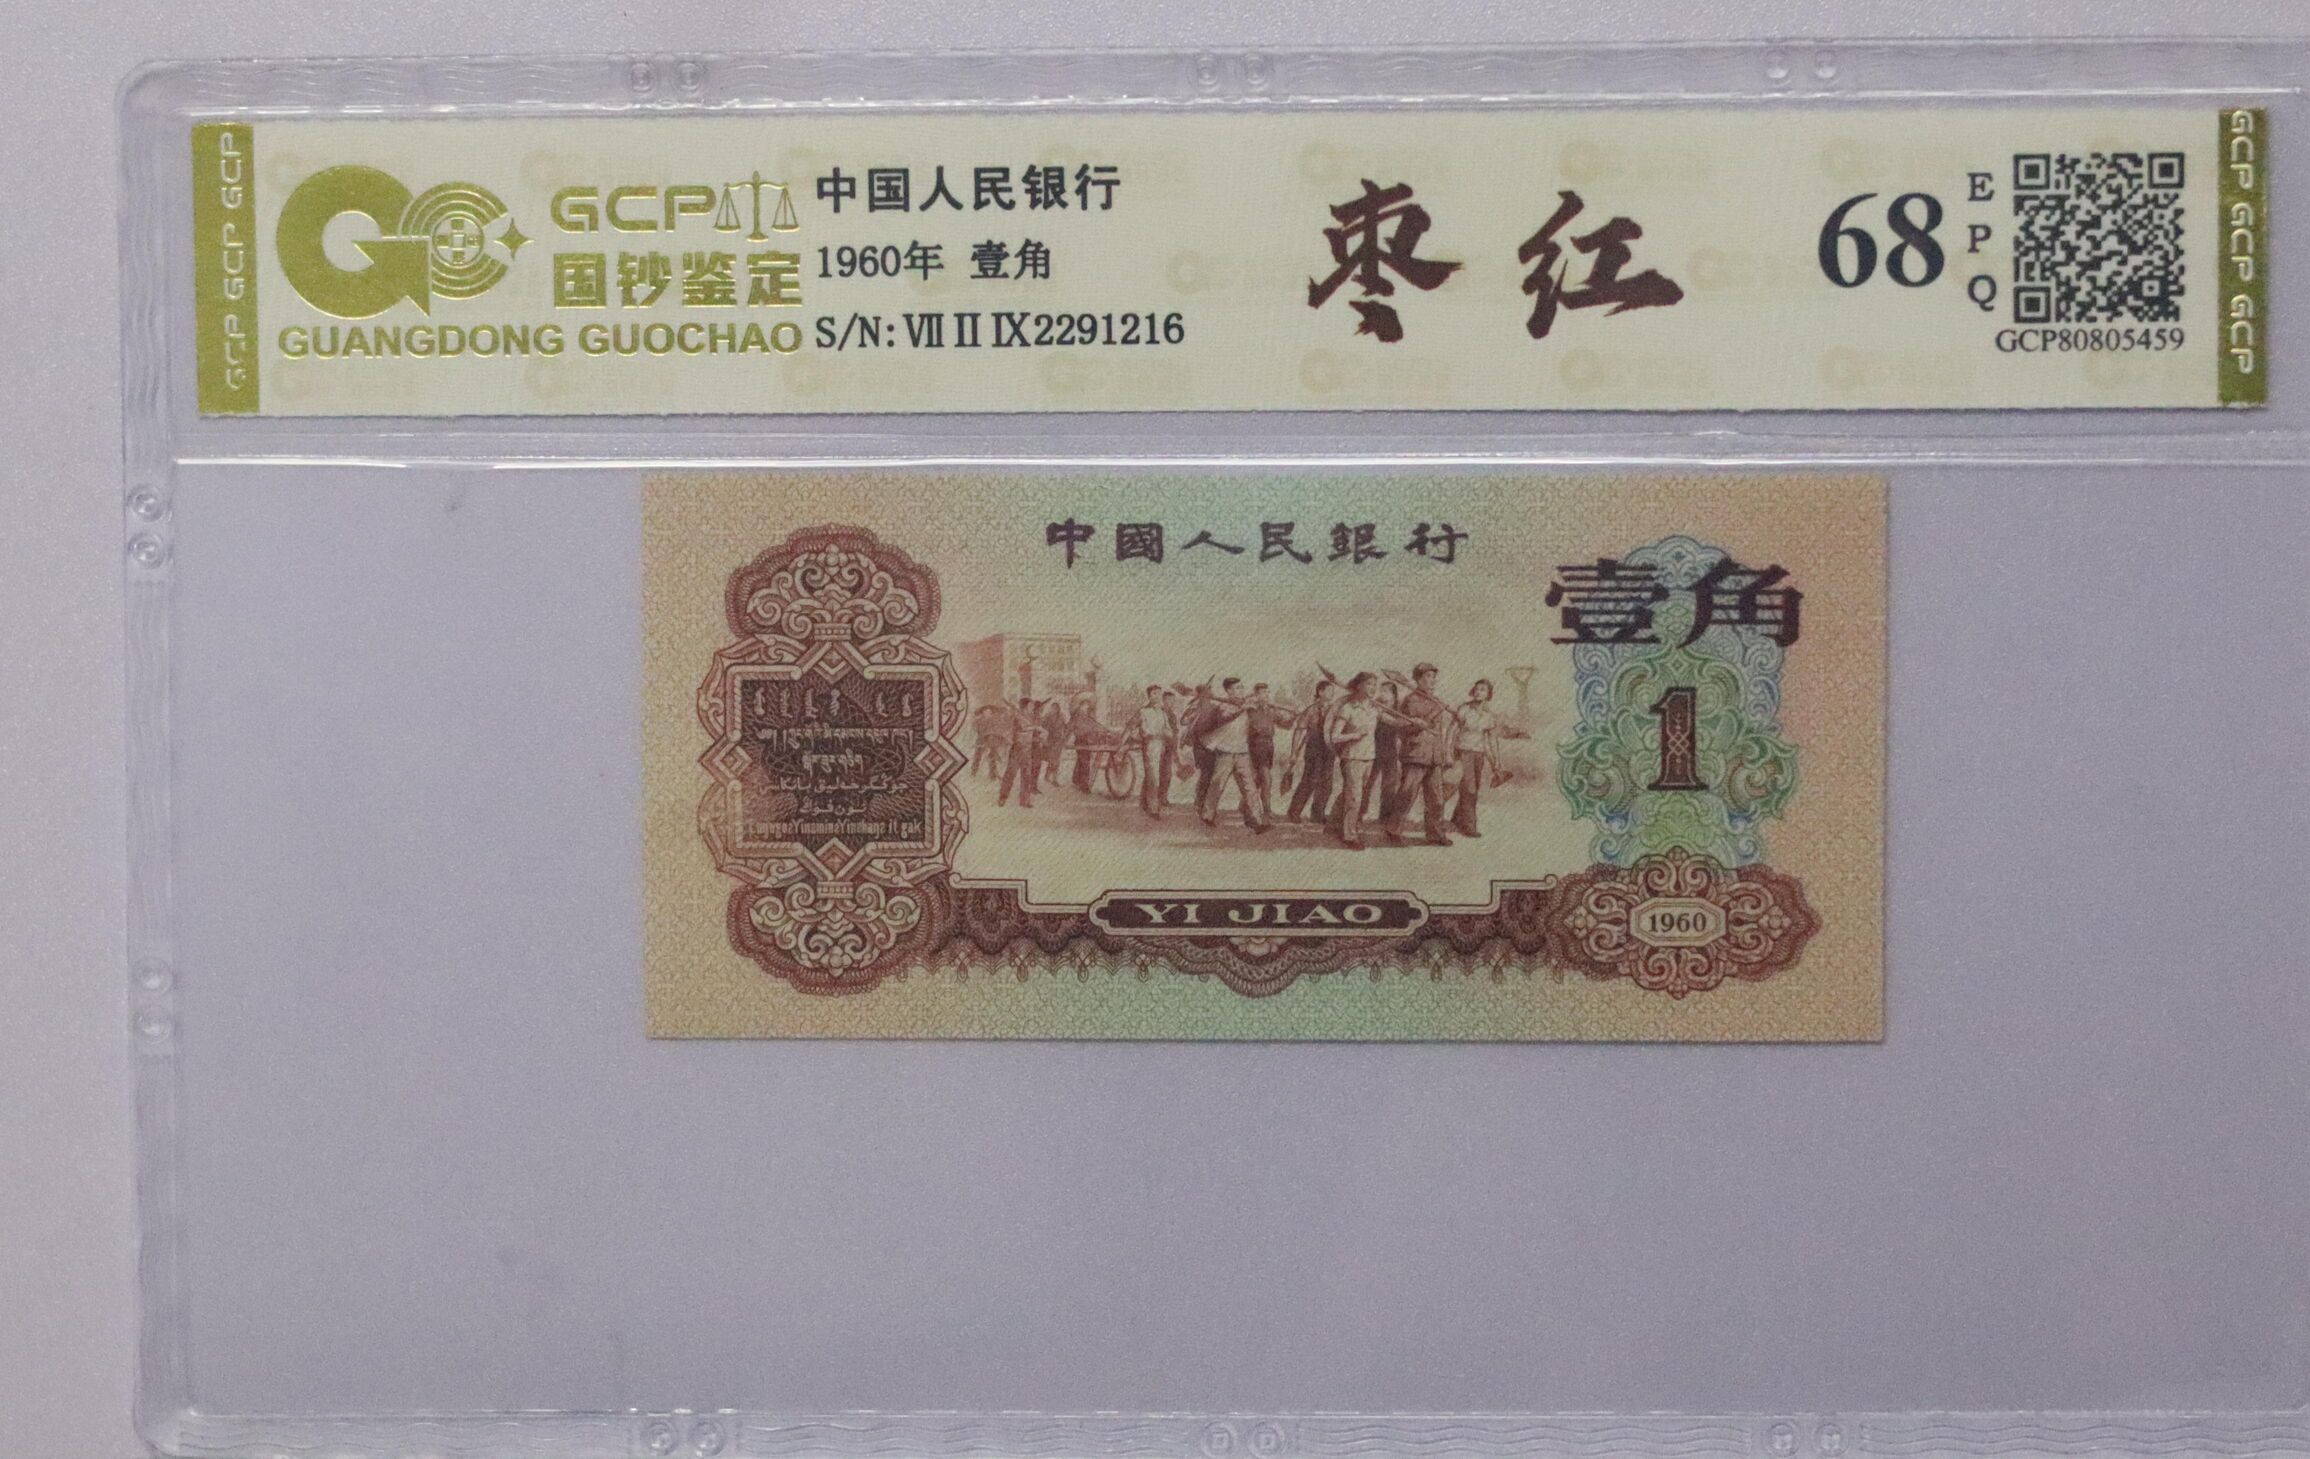 GCP GCP GCP
GCP
国钞鉴定
GUANGDONG GUOCHAO
中国人民银行
1960年 壹角
S/N: Ⅶ Ⅱ Ⅸ2291216
枣红
68
EPQ
GCP80805459
GCP GCP GCP
中國人民銀行
壹角
1
YI JIAO
1960